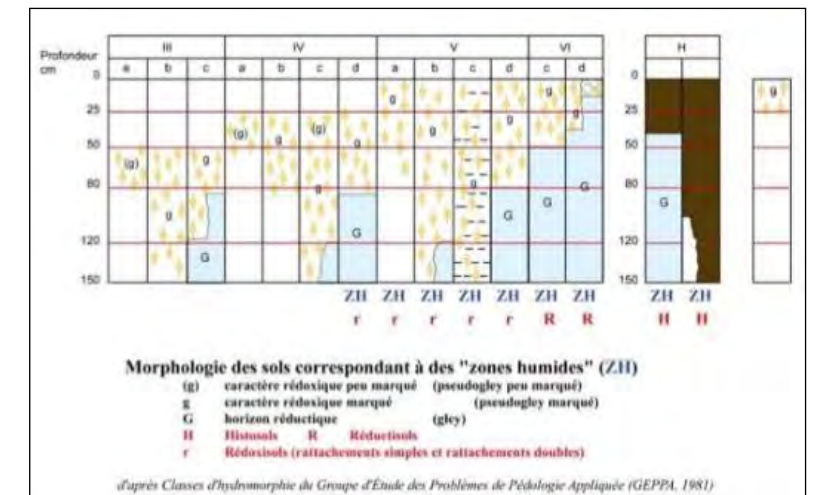 III IV V VI H
Profondeur
cm
a b c a b c d a b c d c d
0 0
25 25
50 50
80 80
120 120
150 150
g g g g
(g) g (g) g g g
(g) g g g
g G G G
G G
G
ZH ZH ZH ZH ZH ZH ZH ZH ZH
r r r r r R R H H
Morphologie des sols correspondant à des "zones humides" (ZH)
(g) caractère rédoxique peu marqué (pseudogley peu marqué)
g caractère rédoxique marqué (pseudogley marqué)
G horizon réductique (gley)
H Histosols R Réductisols
r Rédoxisols (rattachements simples et rattachements doubles)
d'après Classes d'hydromorphie du Groupe d'Étude des Problèmes de Pédologie Appliquée (GEPPA, 1981)